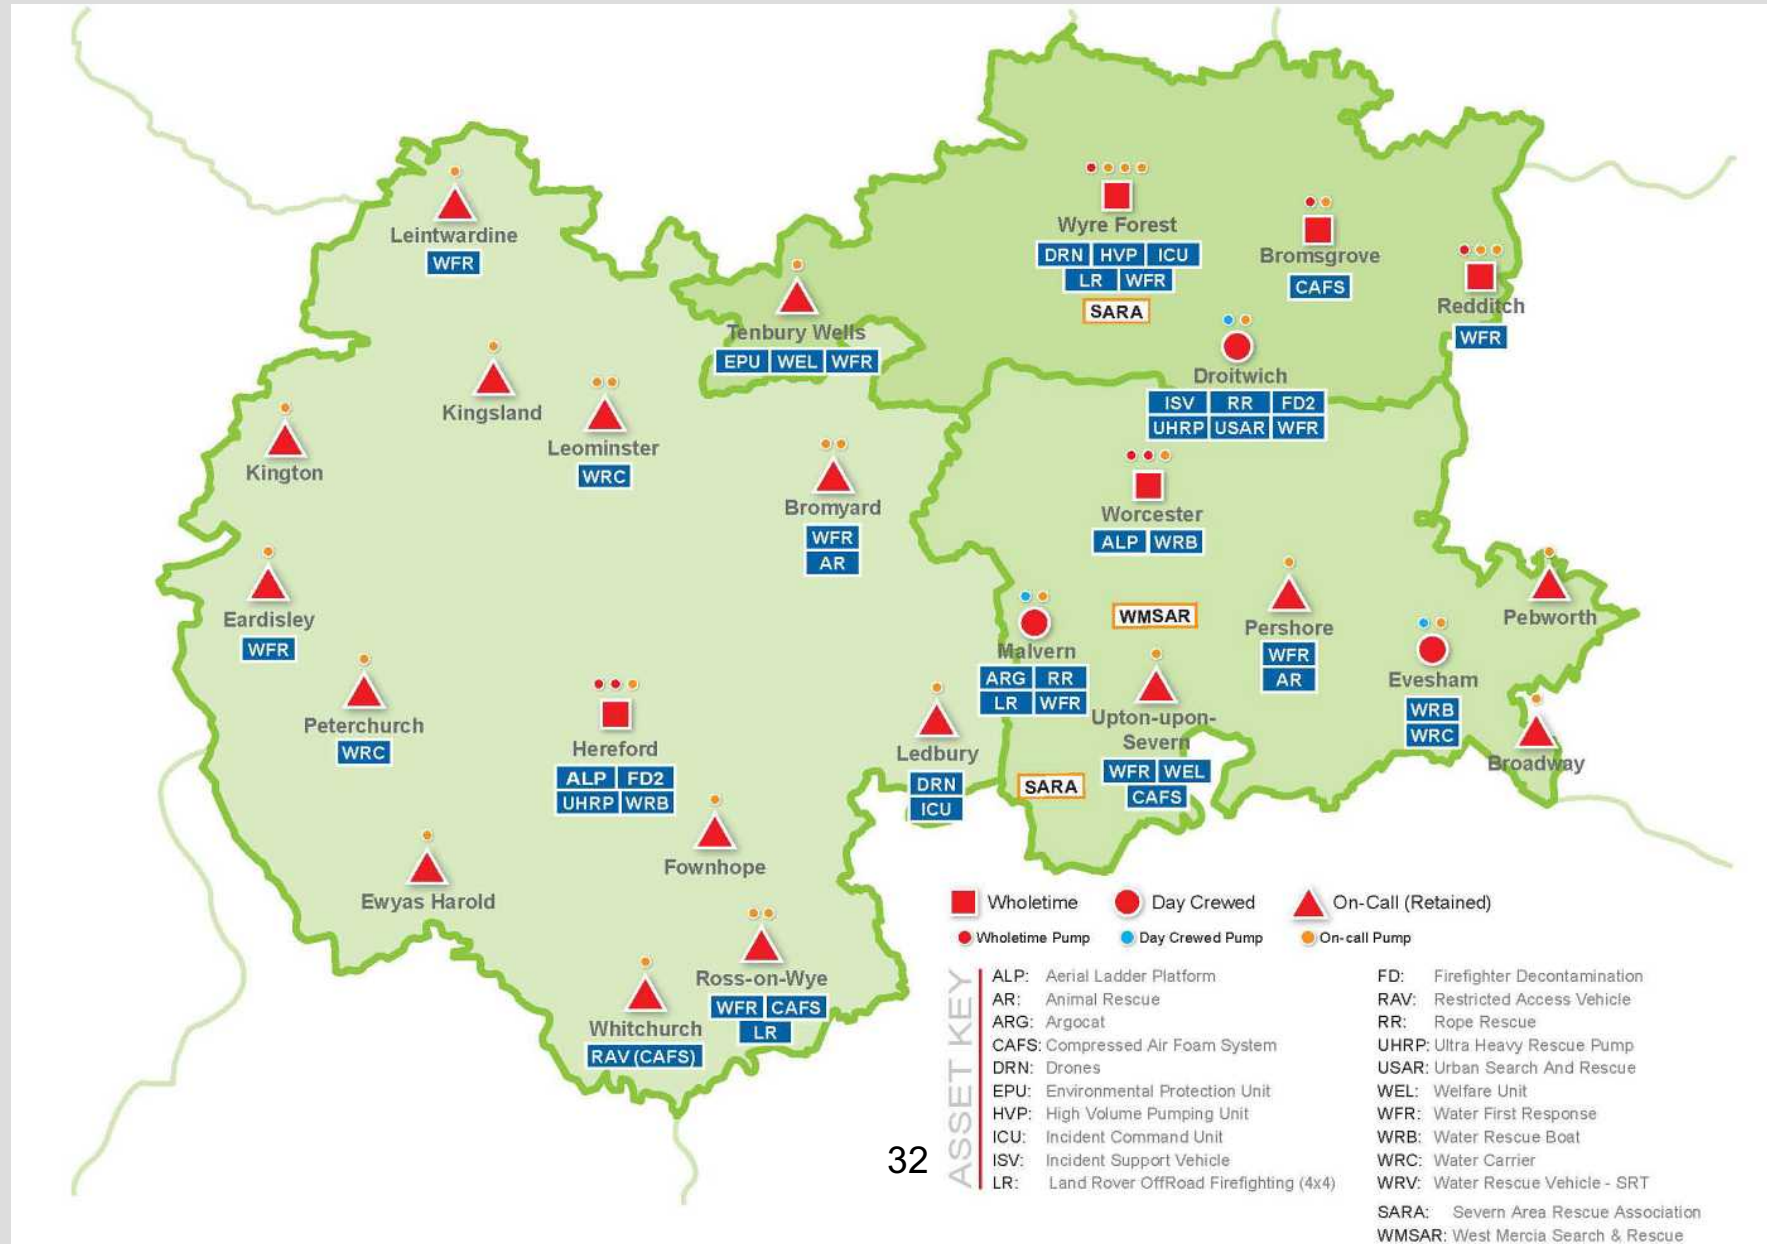 Leintwardine
WFR
Wyre Forest
DRN HVP ICU
LR WFR
SARA
Bromsgrove
CAFS
Redditch
WFR
Tenbury Wells
EPU WEL WFR
Droitwich
ISV RR FD2
UHRP USAR WFR
Kingsland
Leominster
WRC
Kington
Bromyard
WFR
AR
Worcester
ALP WRB
Eardisley
WFR
WMSAR
Pershore
WFR
AR
Pebworth
Malvern
ARG RR
LR WFR
Evesham
WRB
WRC
Peterchurch
WRC
Hereford
ALP FD2
UHRP WRB
Ledbury
DRN
ICU
Upton-upon-
Severn
WFR WEL
CAFS
Broadway
SARA
Fownhope
Ewyas Harold
Ross-on-Wye
WFR CAFS
LR
Whitchurch
RAV (CAFS)
Wholetime Day Crewed On-Call (Retained)
Wholetime Pump Day Crewed Pump On-call Pump
ASSET KEY
ALP: Aerial Ladder Platform
AR: Animal Rescue
ARG: Argocat
CAFS: Compressed Air Foam System
DRN: Drones
EPU: Environmental Protection Unit
HVP: High Volume Pumping Unit
ICU: Incident Command Unit
ISV: Incident Support Vehicle
LR: Land Rover OffRoad Firefighting (4x4)
FD: Firefighter Decontamination
RAV: Restricted Access Vehicle
RR: Rope Rescue
UHRP: Ultra Heavy Rescue Pump
USAR: Urban Search And Rescue
WEL: Welfare Unit
WFR: Water First Response
WRB: Water Rescue Boat
WRC: Water Carrier
WRV: Water Rescue Vehicle - SRT
SARA: Severn Area Rescue Association
WMSAR: West Mercia Search & Rescue
32